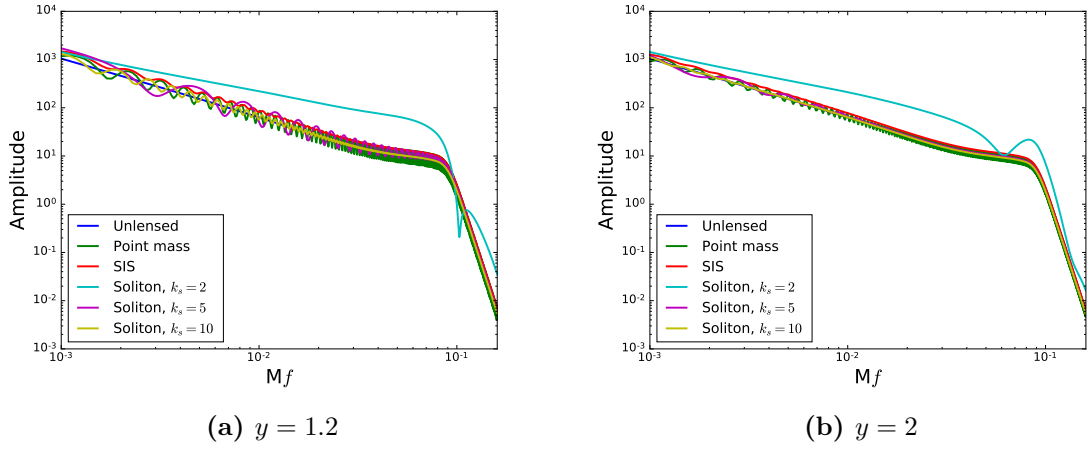 10^4
10^3
10^2
10^1
10^0
10^-1
10^-2
10^-3
Amplitude
Unlensed
Point mass
SIS
Soliton, k_s = 2
Soliton, k_s = 5
Soliton, k_s = 10
10^-3 10^-2 10^-1
Mf
(a) y = 1.2
10^4
10^3
10^2
10^1
10^0
10^-1
10^-2
10^-3
Amplitude
Unlensed
Point mass
SIS
Soliton, k_s = 2
Soliton, k_s = 5
Soliton, k_s = 10
10^-3 10^-2 10^-1
Mf
(b) y = 2